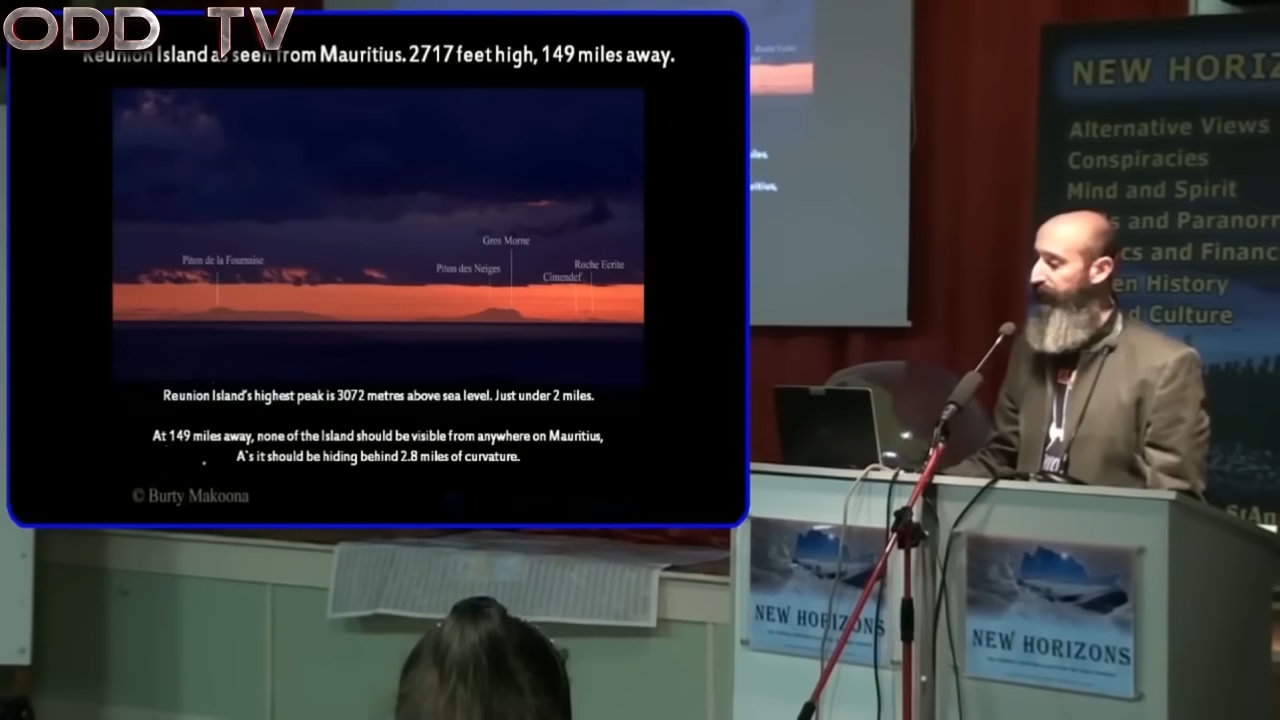 ODD TV
Reunion Island as seen from Mauritius. 2717 feet high, 149 miles away.
Piton de la Fournaise
Gros Morne
Piton des Neiges
Roche Ecrite
Cimendef
Reunion Island's highest peak is 3072 metres above sea level. Just under 2 miles.
At 149 miles away, none of the Island should be visible from anywhere on Mauritius,
A`s it should be hiding behind 2.8 miles of curvature.
© Burty Makoona
NEW HORIZ
Alternative Views
Conspiracies
Mind and Spirit
s and Paranorm
cs and Financ
en History
d Culture
NEW HORIZONS
NEW HORIZONS